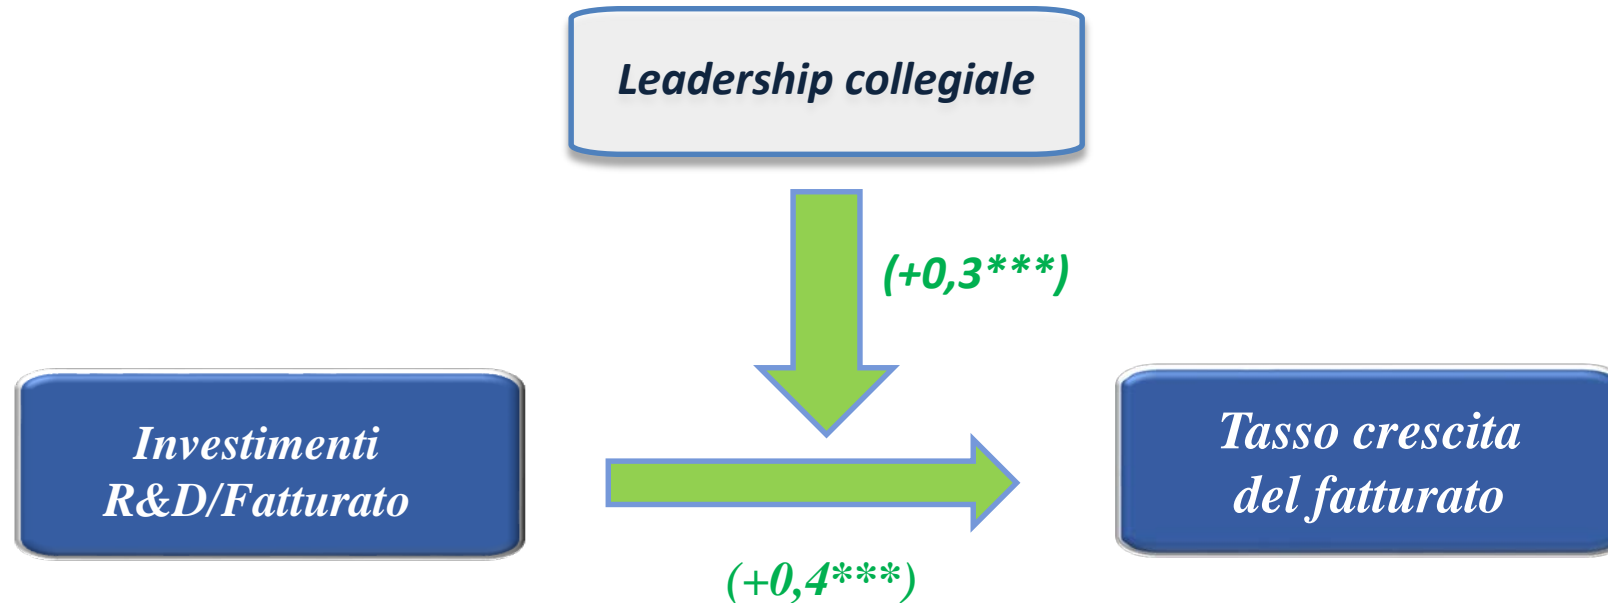 Leadership collegiale
(+0,3***)
Investimenti
R&D/Fatturato
Tasso crescita
del fatturato
(+0,4***)